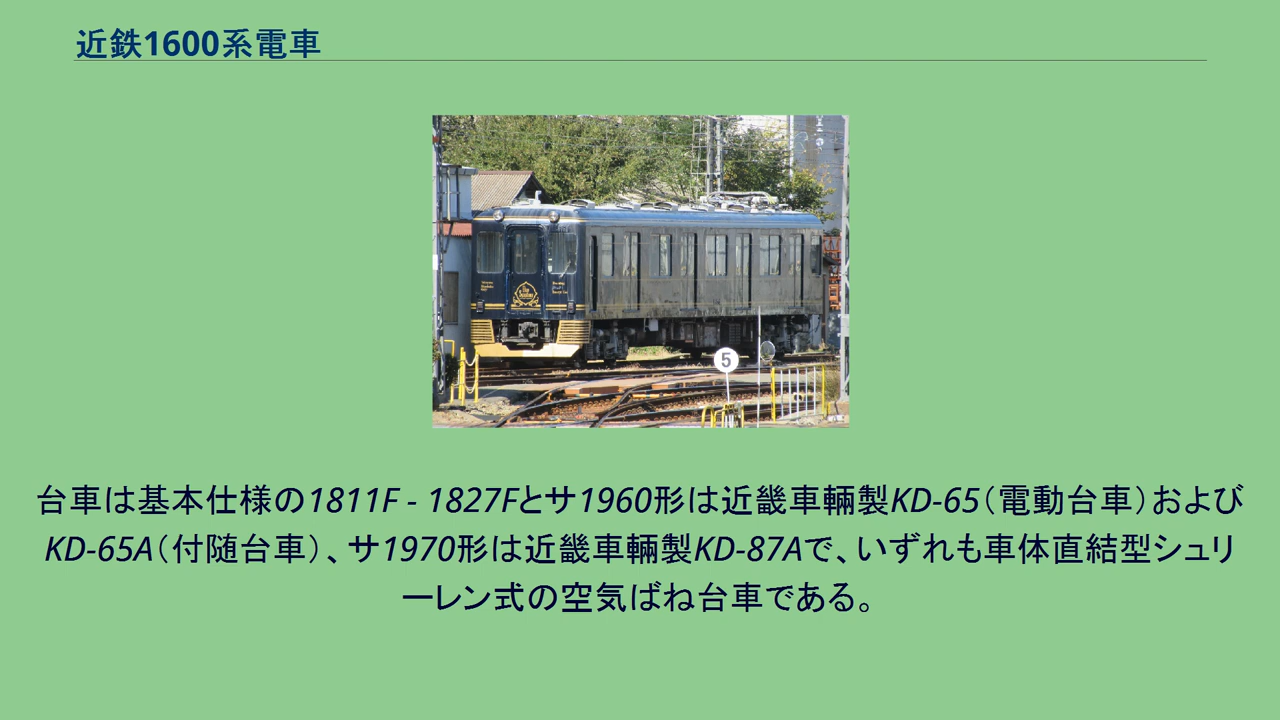 近鉄1600系電車
5
台車は基本仕様の1811F - 1827Fとサ1960形は近畿車輛製KD-65（電動台車）および
KD-65A（付随台車）、サ1970形は近畿車輛製KD-87Aで、いずれも車体直結型シュリ
ーレン式の空気ばね台車である。